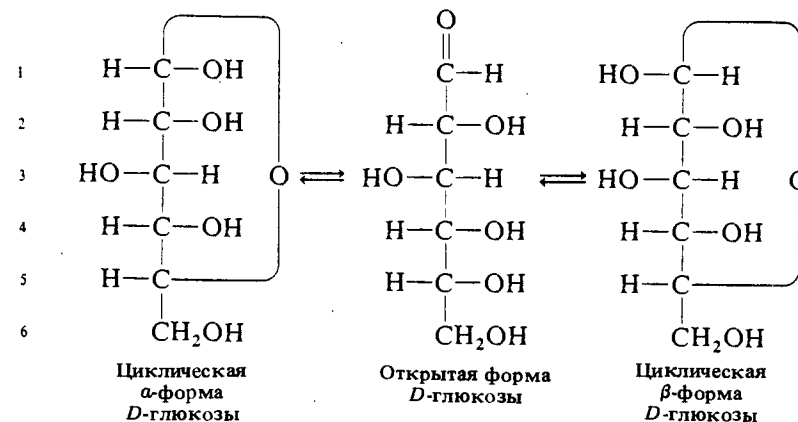 O
1 H—C—OH C—H HO—C—H
2 H—C—OH H—C—OH H—C—OH
3 HO—C—H O ⇌ HO—C—H ⇌ HO—C—H O
4 H—C—OH H—C—OH H—C—OH
5 H—C H—C—OH H—C
6 CH₂OH CH₂OH CH₂OH
Циклическая Открытая форма Циклическая
α-форма D-глюкозы β-форма
D-глюкозы D-глюкозы